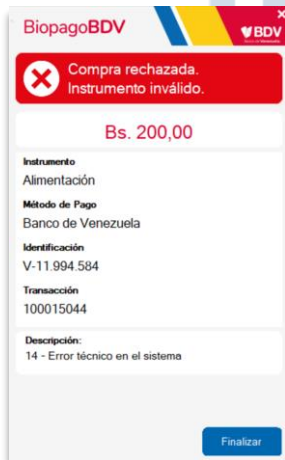 BiopagoBDV
BDV
Compra rechazada.
Instrumento inválido.
Bs. 200,00
Instrumento
Alimentación
Método de Pago
Banco de Venezuela
Identificación
V-11.994.584
Transacción
100015044
Descripción:
14 - Error técnico en el sistema
Finalizar